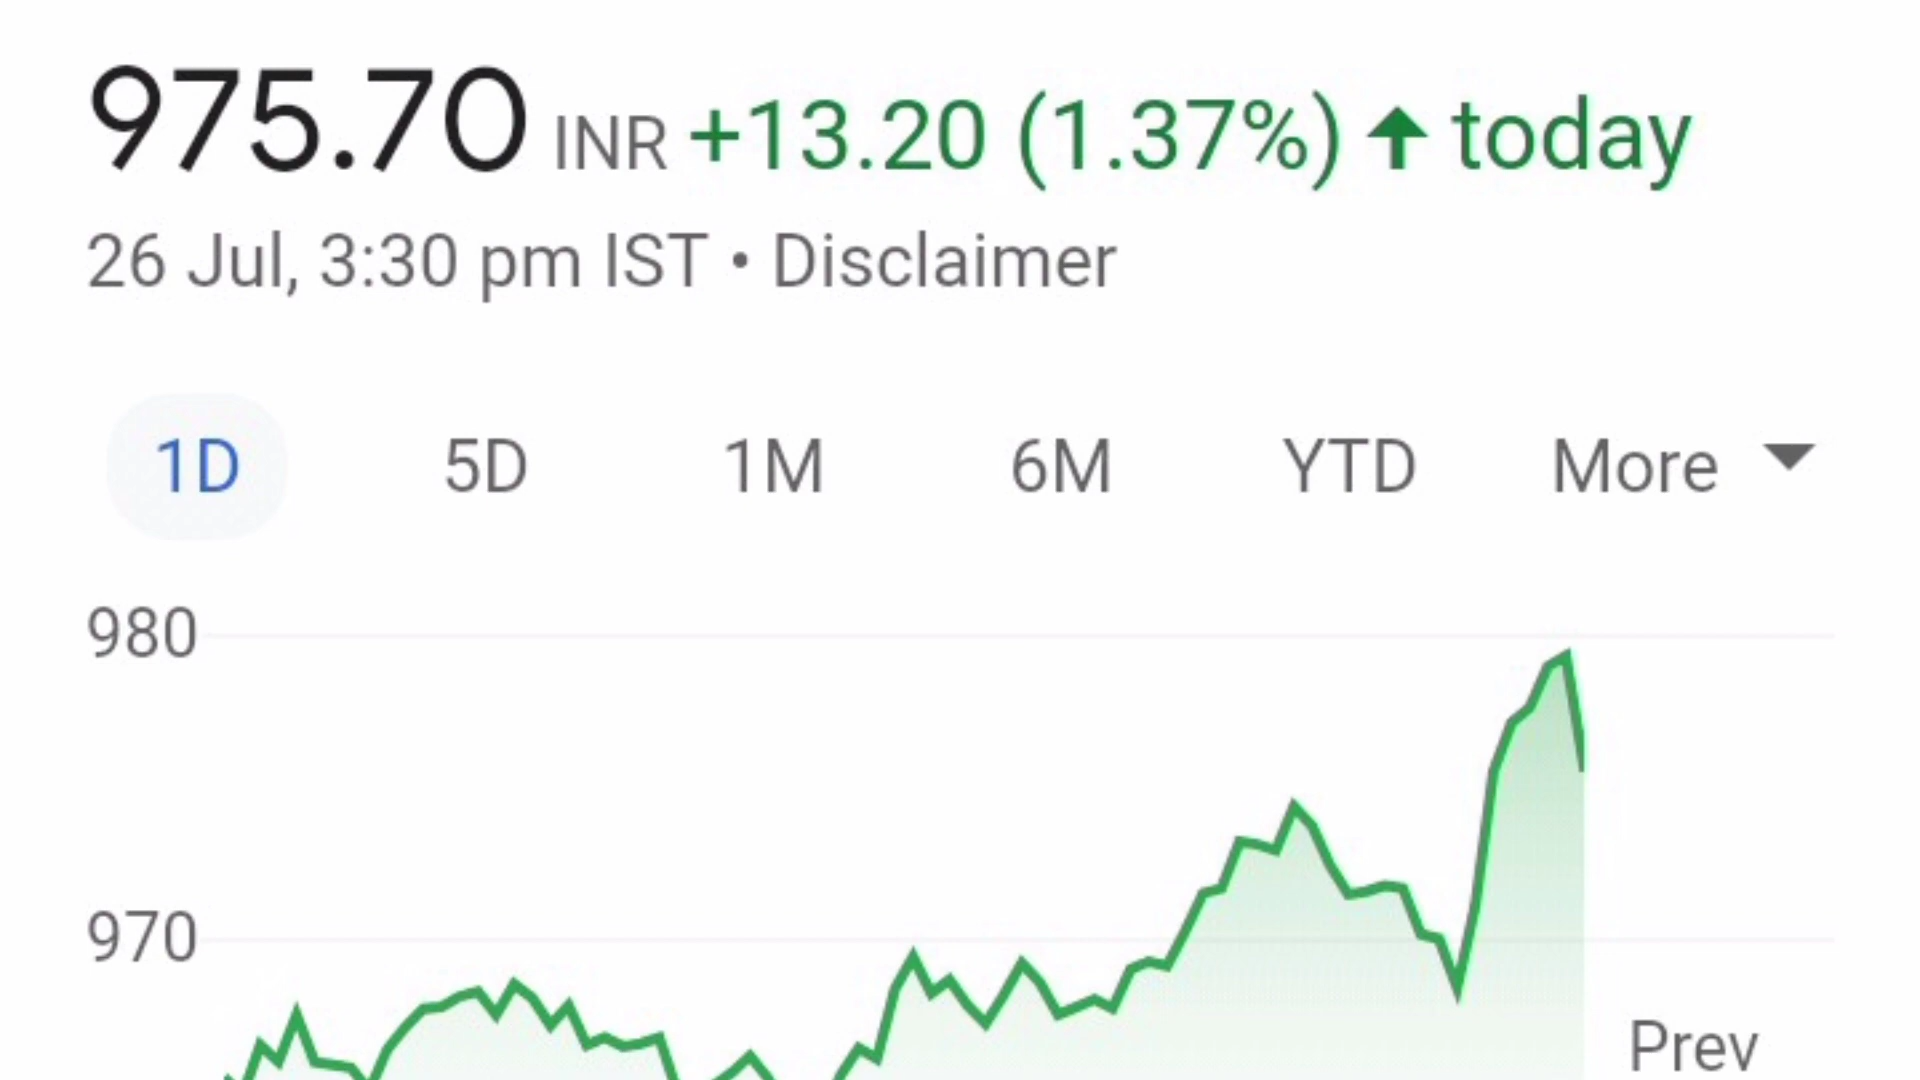 975.70 INR +13.20 (1.37%) ↑ today
26 Jul, 3:30 pm IST • Disclaimer
1D 5D 1M 6M YTD More
980
970
Prev